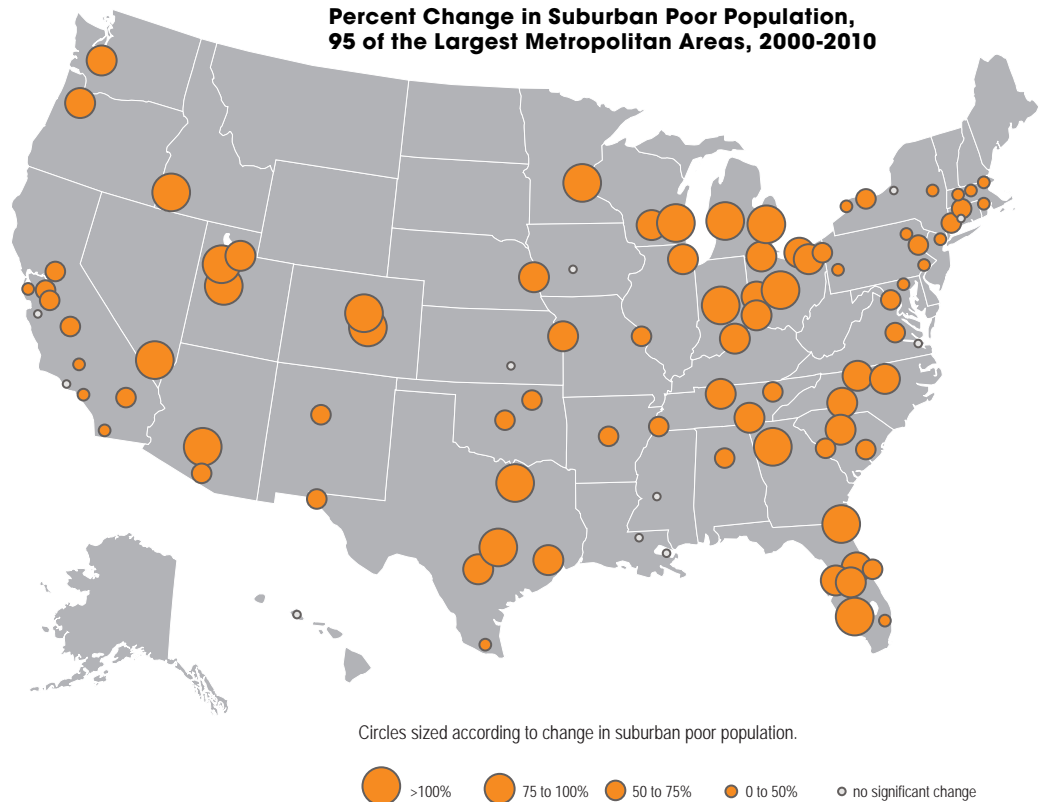 Percent Change in Suburban Poor Population,
95 of the Largest Metropolitan Areas, 2000-2010
Circles sized according to change in suburban poor population.
>100% 75 to 100% 50 to 75% 0 to 50% no significant change